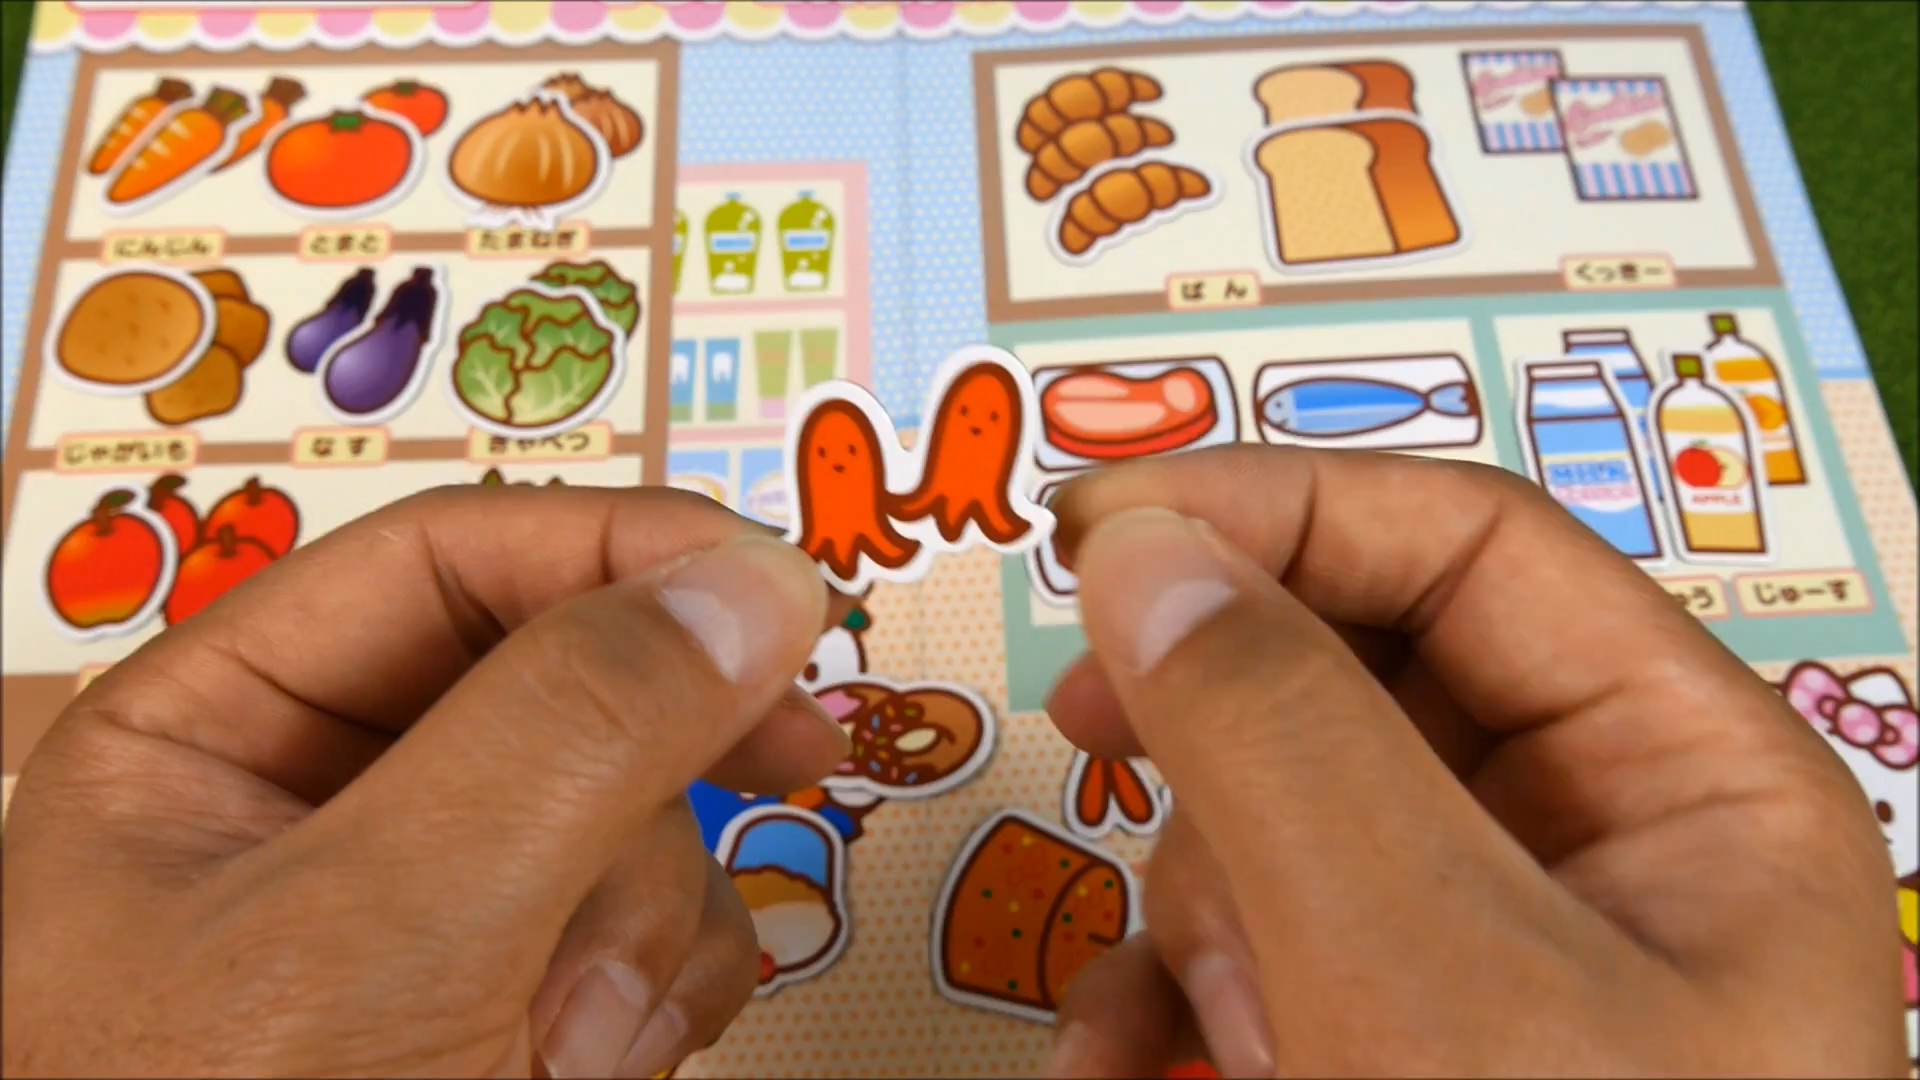 にんじん
とまと
たまねぎ
じゃがいも
なす
きゃべつ
ぱん
くっきー
MILK
APPLE
じゅーす